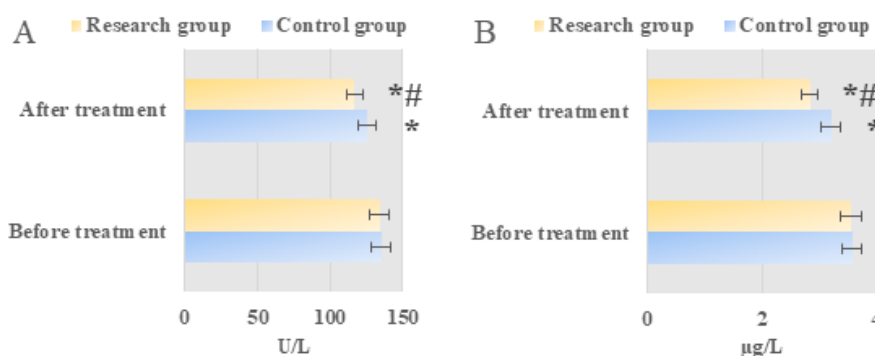 A
Research group
Control group
After treatment
*#
*
Before treatment
0 50 100 150
U/L
B
Research group
Control group
After treatment
*#
*
Before treatment
0 2 4
µg/L